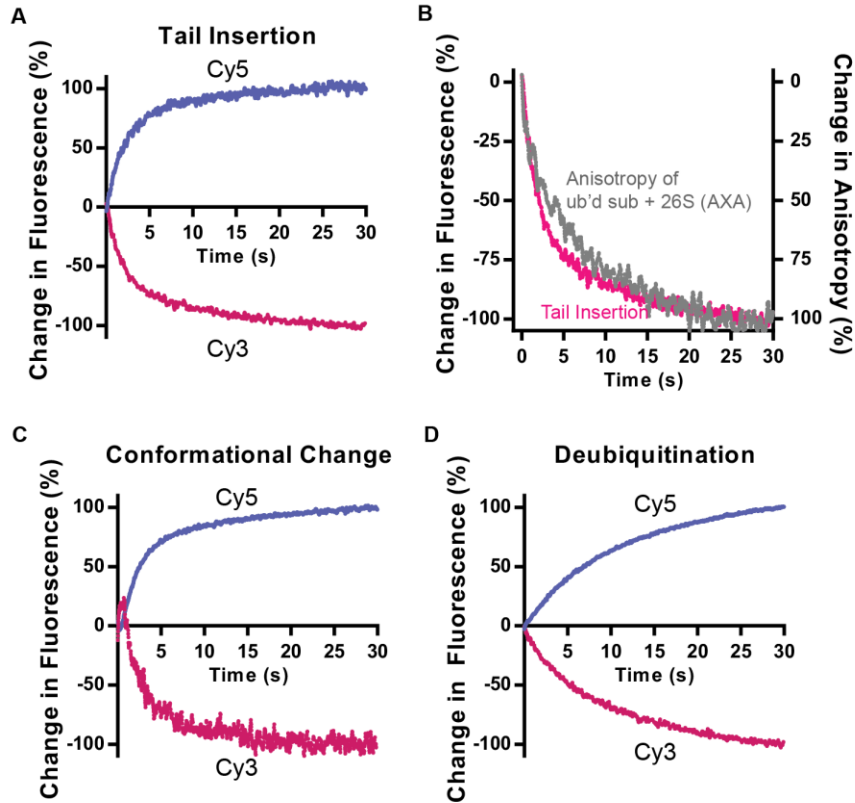 A
Tail Insertion
Cy5
Change in Fluorescence (%)
100
50
0
-50
-100
5 10 15 20 25 30
Time (s)
Cy3
B
Change in Fluorescence (%)
0
-25
-50
-75
-100
Anisotropy of
ub'd sub + 26S (AXA)
Tail Insertion
0 5 10 15 20 25 30
Time (s)
0
25
50
75
100
Change in Anisotropy (%)
C
Conformational Change
Cy5
Change in Fluorescence (%)
100
50
0
-50
-100
5 10 15 20 25 30
Time (s)
Cy3
D
Deubiquitination
Cy5
Change in Fluorescence (%)
100
50
0
-50
-100
5 10 15 20 25 30
Time (s)
Cy3